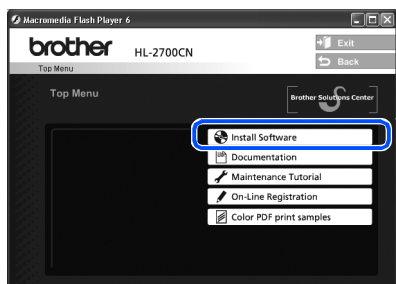 Macromedia Flash Player 6
brother
HL-2700CN
Exit
Back
Top Menu
Top Menu
Brother Solutions Center
Install Software
Documentation
Maintenance Tutorial
On-Line Registration
Color PDF print samples